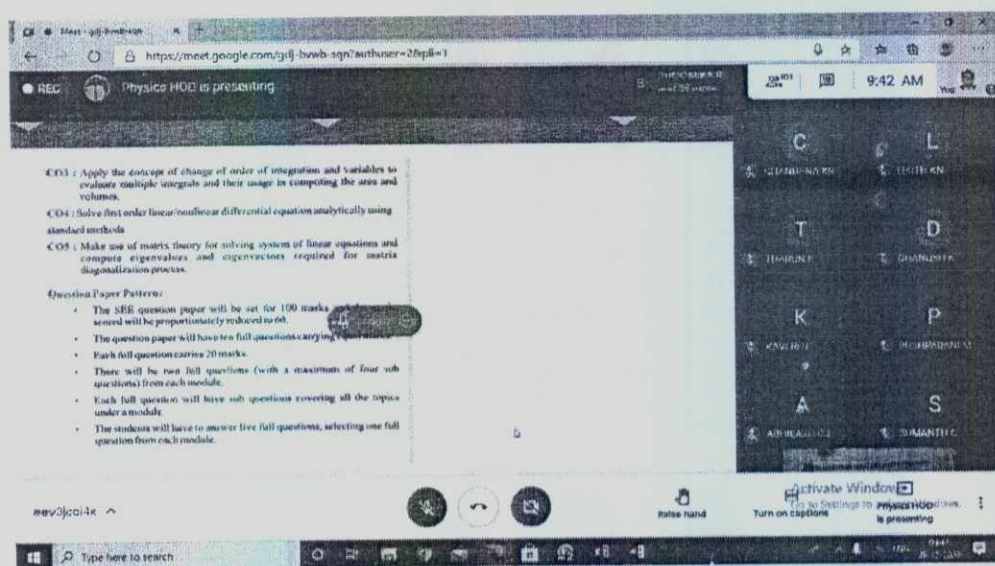 Meet - gdj-bvwb-sqn
https://meet.google.com/gdj-bvwb-sqn?authuser=2&pli=1
REC
Physics HOD is presenting
9:42 AM
You
CO3 : Apply the concept of change of order of integration and variables to
evaluate multiple integrals and their usage in computing the area and
volumes.
CO4 : Solve first order linear/nonlinear differential equation analytically using
standard methods
CO5 : Make use of matrix theory for solving system of linear equations and
compute eigenvalues and eigenvectors required for matrix
diagonalization process.
Question Paper Pattern:
• The SEE question paper will be set for 100 marks
scored will be proportionately reduced to 60.
• The question paper will have ten full questions carrying
• Each full question carries 20 marks.
• There will be two full questions (with a maximum of four sub
questions) from each module.
• Each full question will have sub questions covering all the topics
under a module.
• The students will have to answer five full questions, selecting one full
question from each module.
C
L
T
D
K
P
A
S
SUMANTH C
Raise hand
Turn on captions
Physics HOD
is presenting
Activate Windows
Go to Settings to Windows.
Type here to search